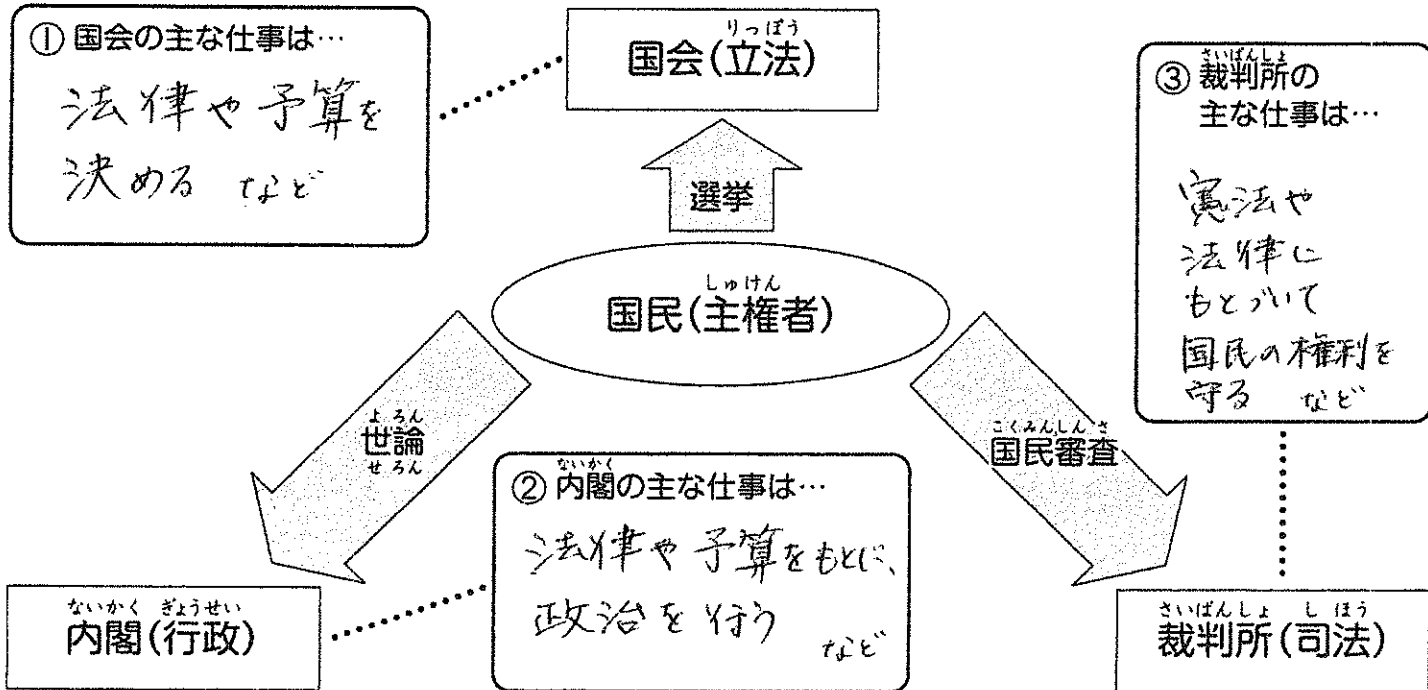 ① 国会の主な仕事は…
法律や予算を
決める など
りっぽう
国会(立法)
③ さいばんしょ
裁判所の
主な仕事は…
憲法や
法律に
もとづいて
国民の権利を
守る など
選挙
しゅけん
国民(主権者)
よろん
世論
せろん
こくみんしんさ
国民審査
ないかく
② 内閣の主な仕事は…
法律や予算をもとに、
政治を行う
など
ないかく ぎょうせい
内閣(行政)
さいばんしょ しほう
裁判所(司法)